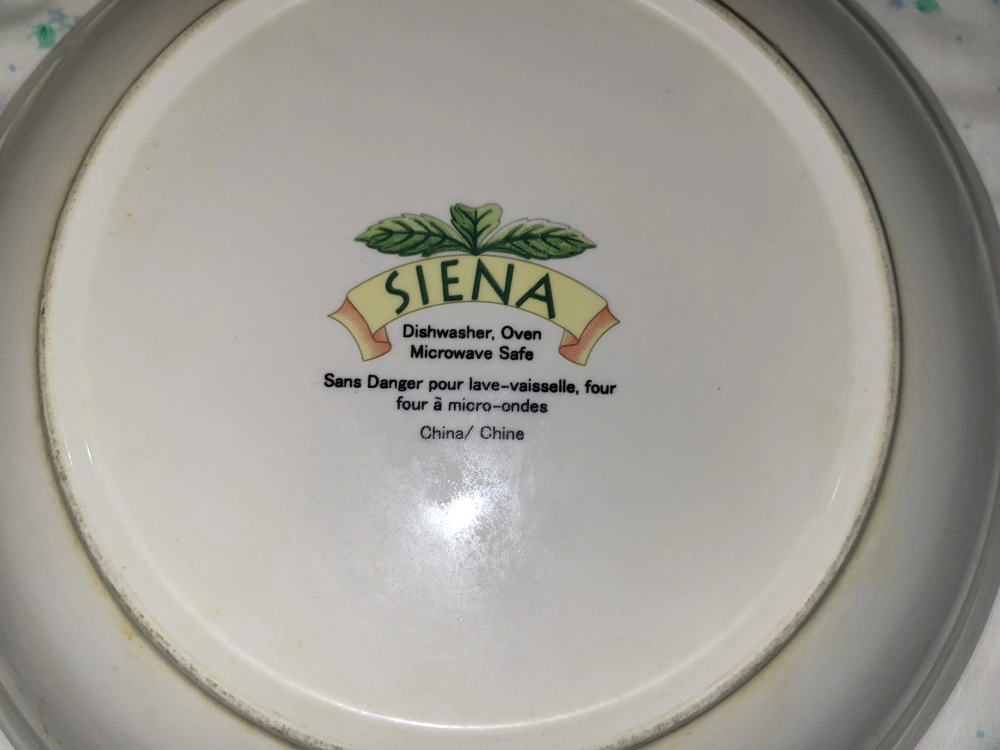 SIENA
Dishwasher, Oven
Microwave Safe
Sans Danger pour lave-vaisselle, four
four à micro-ondes
China/ Chine